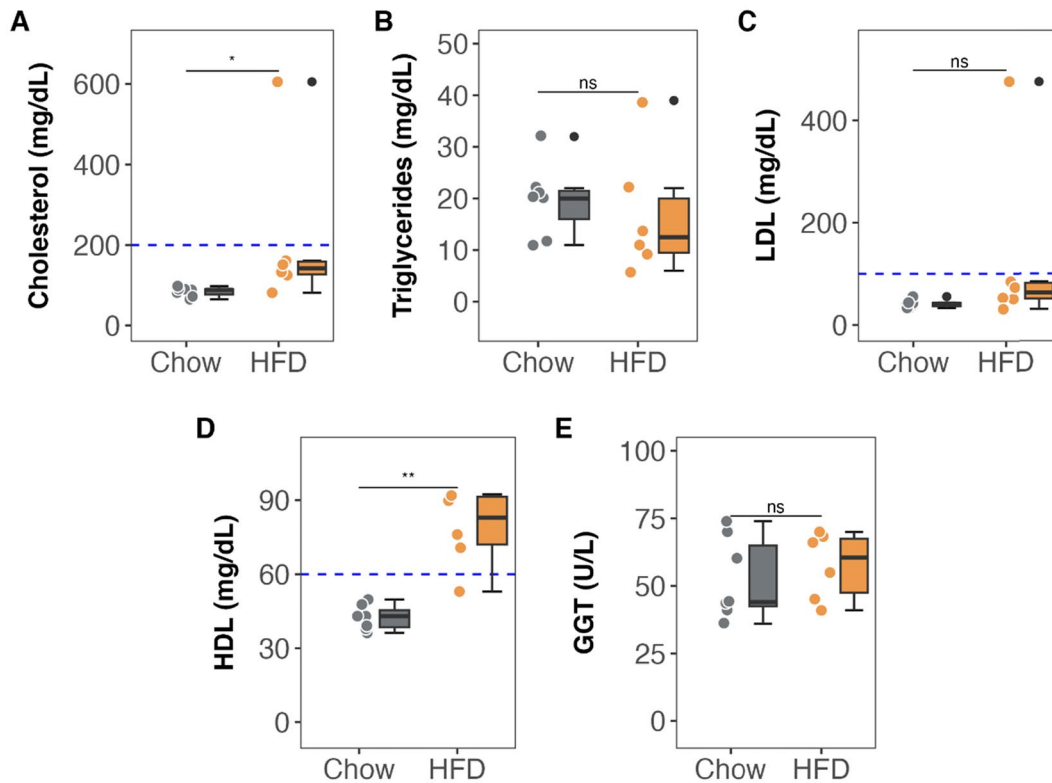 A
Cholesterol (mg/dL)
600
400
200
0
*
Chow HFD
B
Triglycerides (mg/dL)
50
40
30
20
10
0
ns
Chow HFD
C
LDL (mg/dL)
400
200
0
ns
Chow HFD
D
HDL (mg/dL)
90
60
30
0
**
Chow HFD
E
GGT (U/L)
100
75
50
25
0
ns
Chow HFD